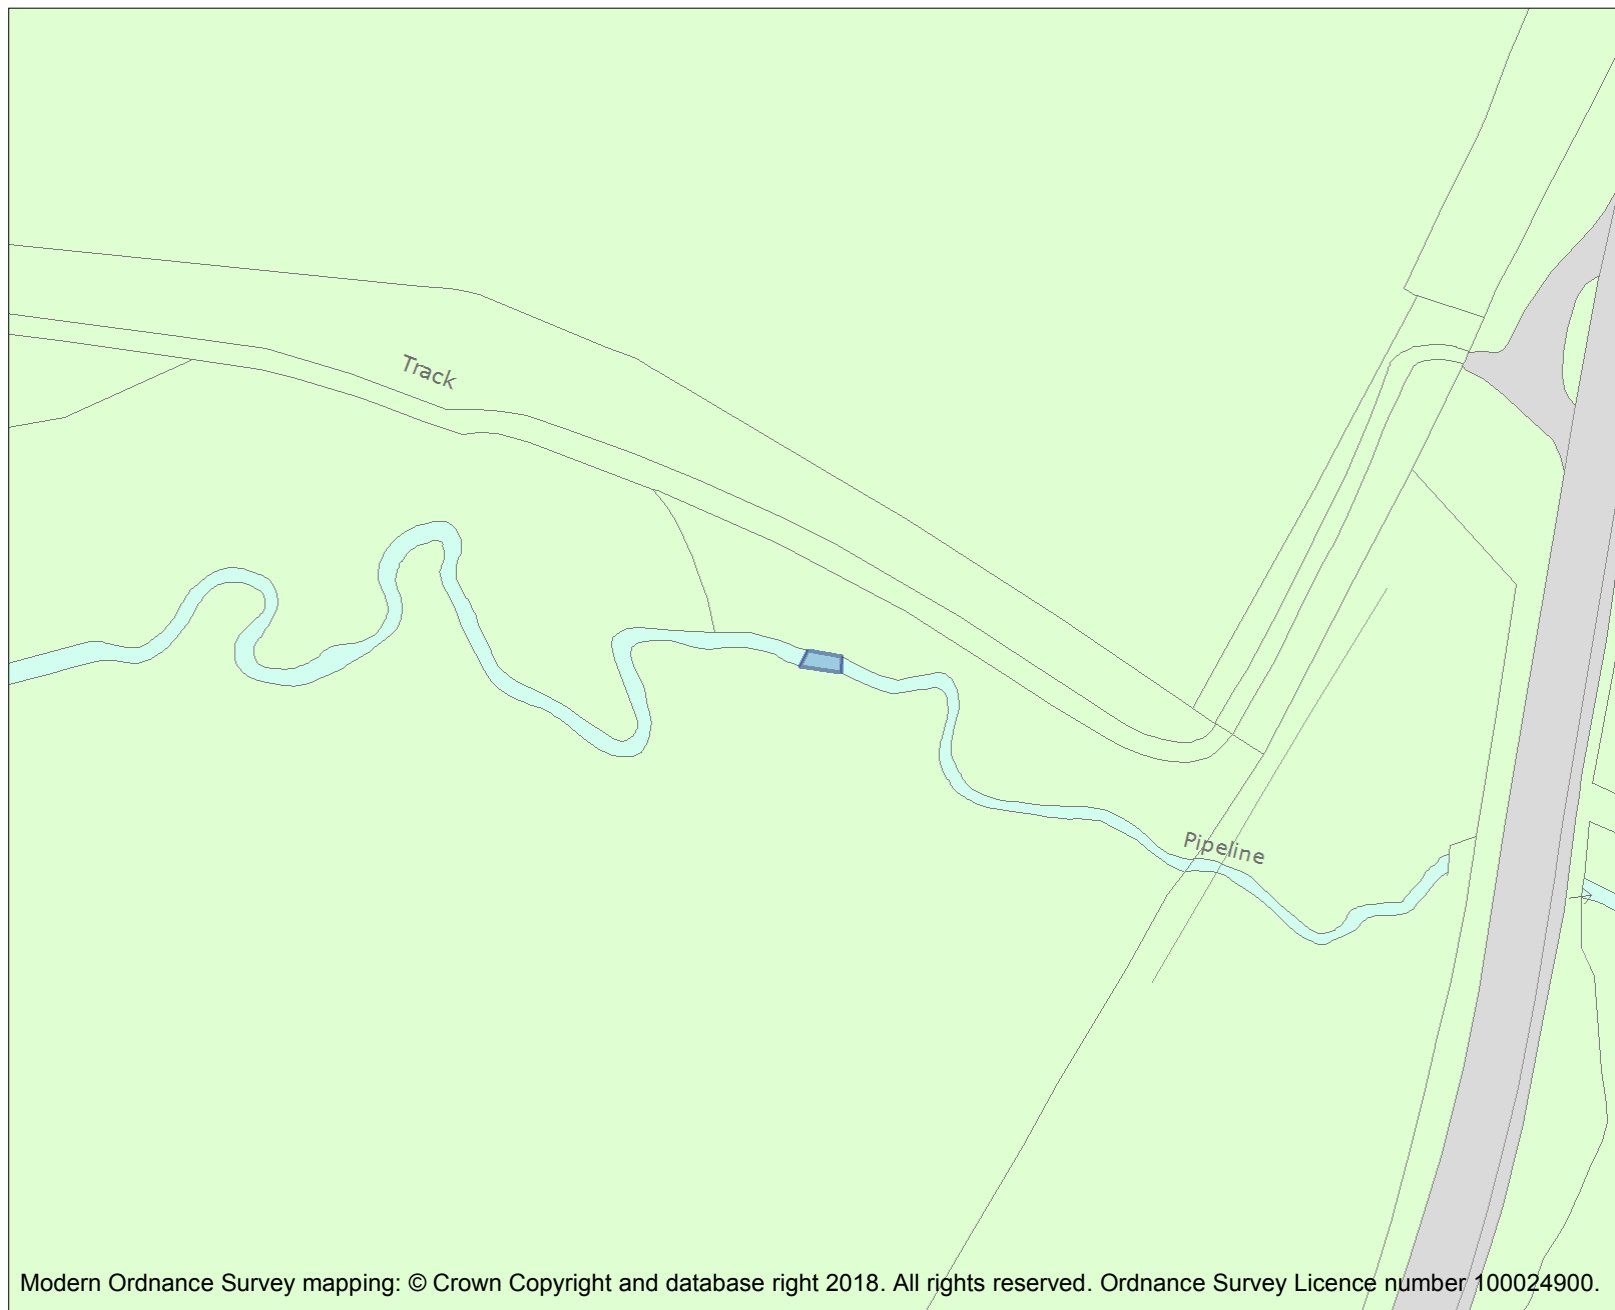 Track
Pipeline
Modern Ordnance Survey mapping: © Crown Copyright and database right 2018. All rights reserved. Ordnance Survey Licence number 100024900.